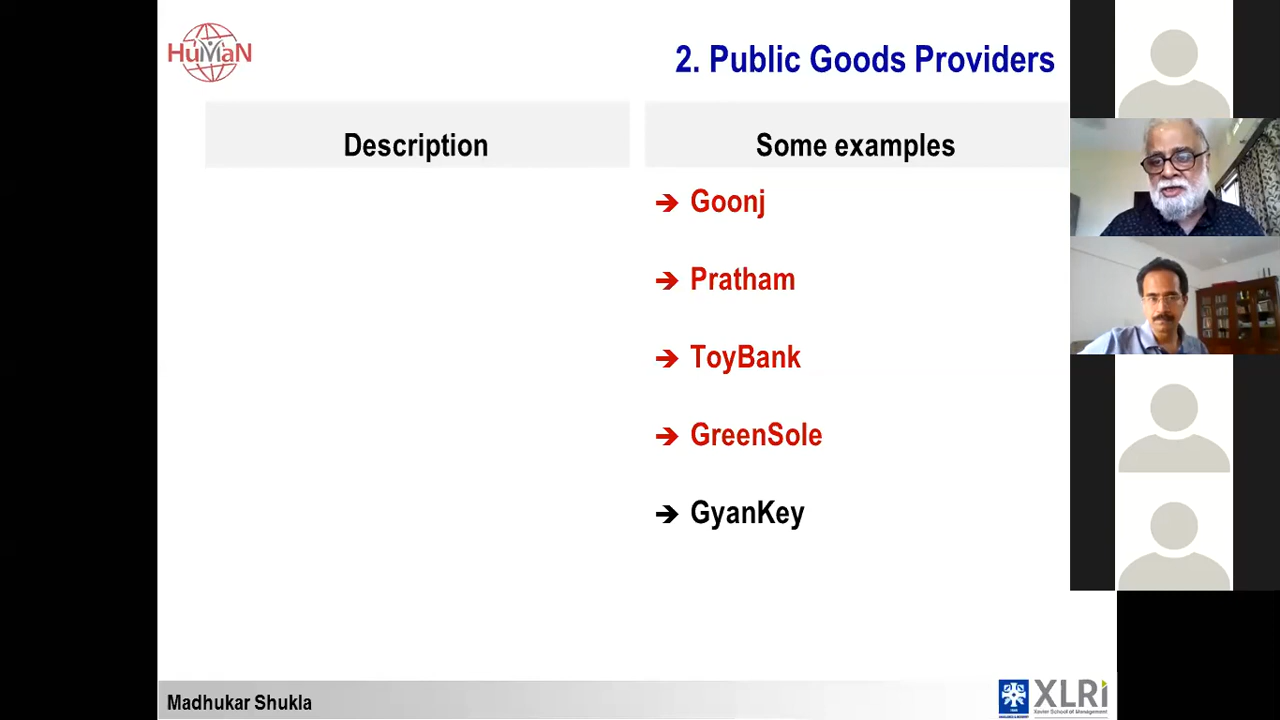 HuMaN
2. Public Goods Providers
Description
Some examples
➔ Goonj
➔ Pratham
➔ ToyBank
➔ GreenSole
➔ GyanKey
Madhukar Shukla
XLRi
Xavier School of Management